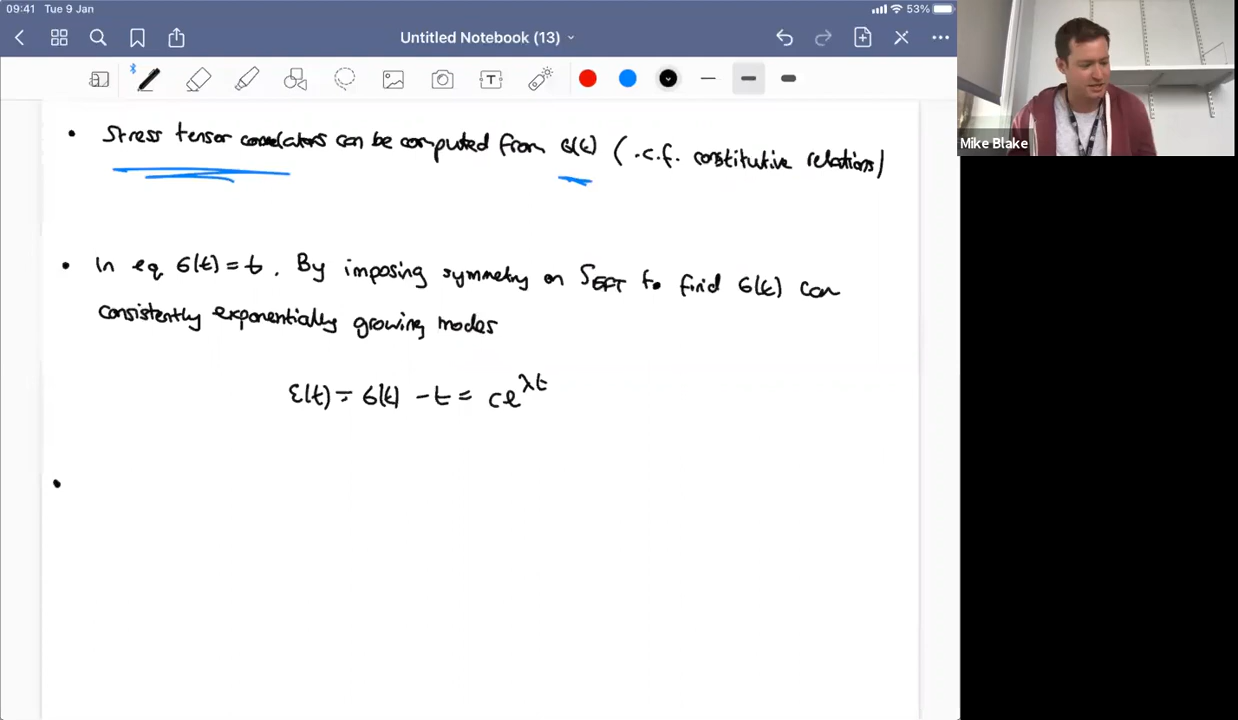 09:41 Tue 9 Jan
53%
Untitled Notebook (13)
Mike Blake
• Stress tensor correlators can be computed from σ(t) (.c.f. constitutive relations)
• In eq σ(t) = t. By imposing symmetry on S_EFT to find σ(t) can
consistently exponentially growing modes
ε(t) = σ(t) - t = ce^{λt}
•